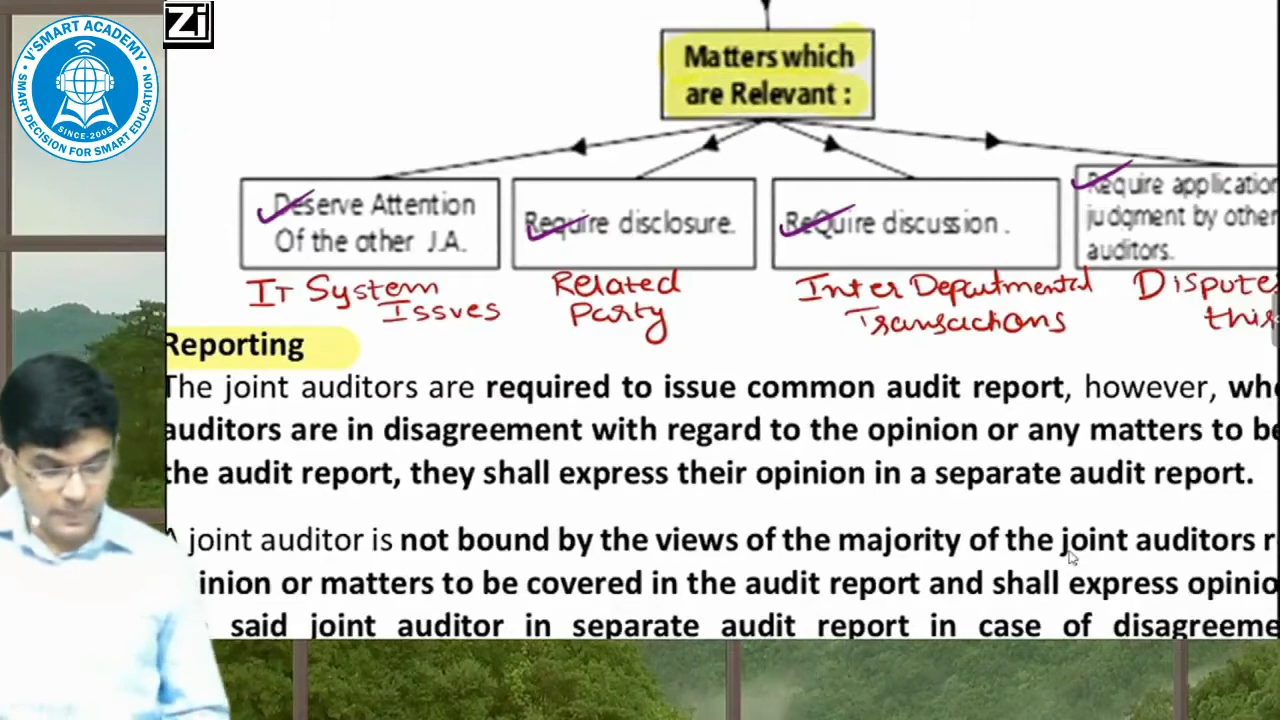 V'SMART ACADEMY
SINCE-2005
SMART DECISION FOR SMART EDUCATION
Zj
Matters which
are Relevant :
Deserve Attention
Of the other J.A.
Require disclosure.
ReQuire discussion .
Require application
judgment by other
auditors.
IT System
Issues
Related
Party
Inter Departmental
Transactions
Dispute
this
Reporting
The joint auditors are required to issue common audit report, however, whe
auditors are in disagreement with regard to the opinion or any matters to be
the audit report, they shall express their opinion in a separate audit report.
A joint auditor is not bound by the views of the majority of the joint auditors r
inion or matters to be covered in the audit report and shall express opinio
said joint auditor in separate audit report in case of disagreeme